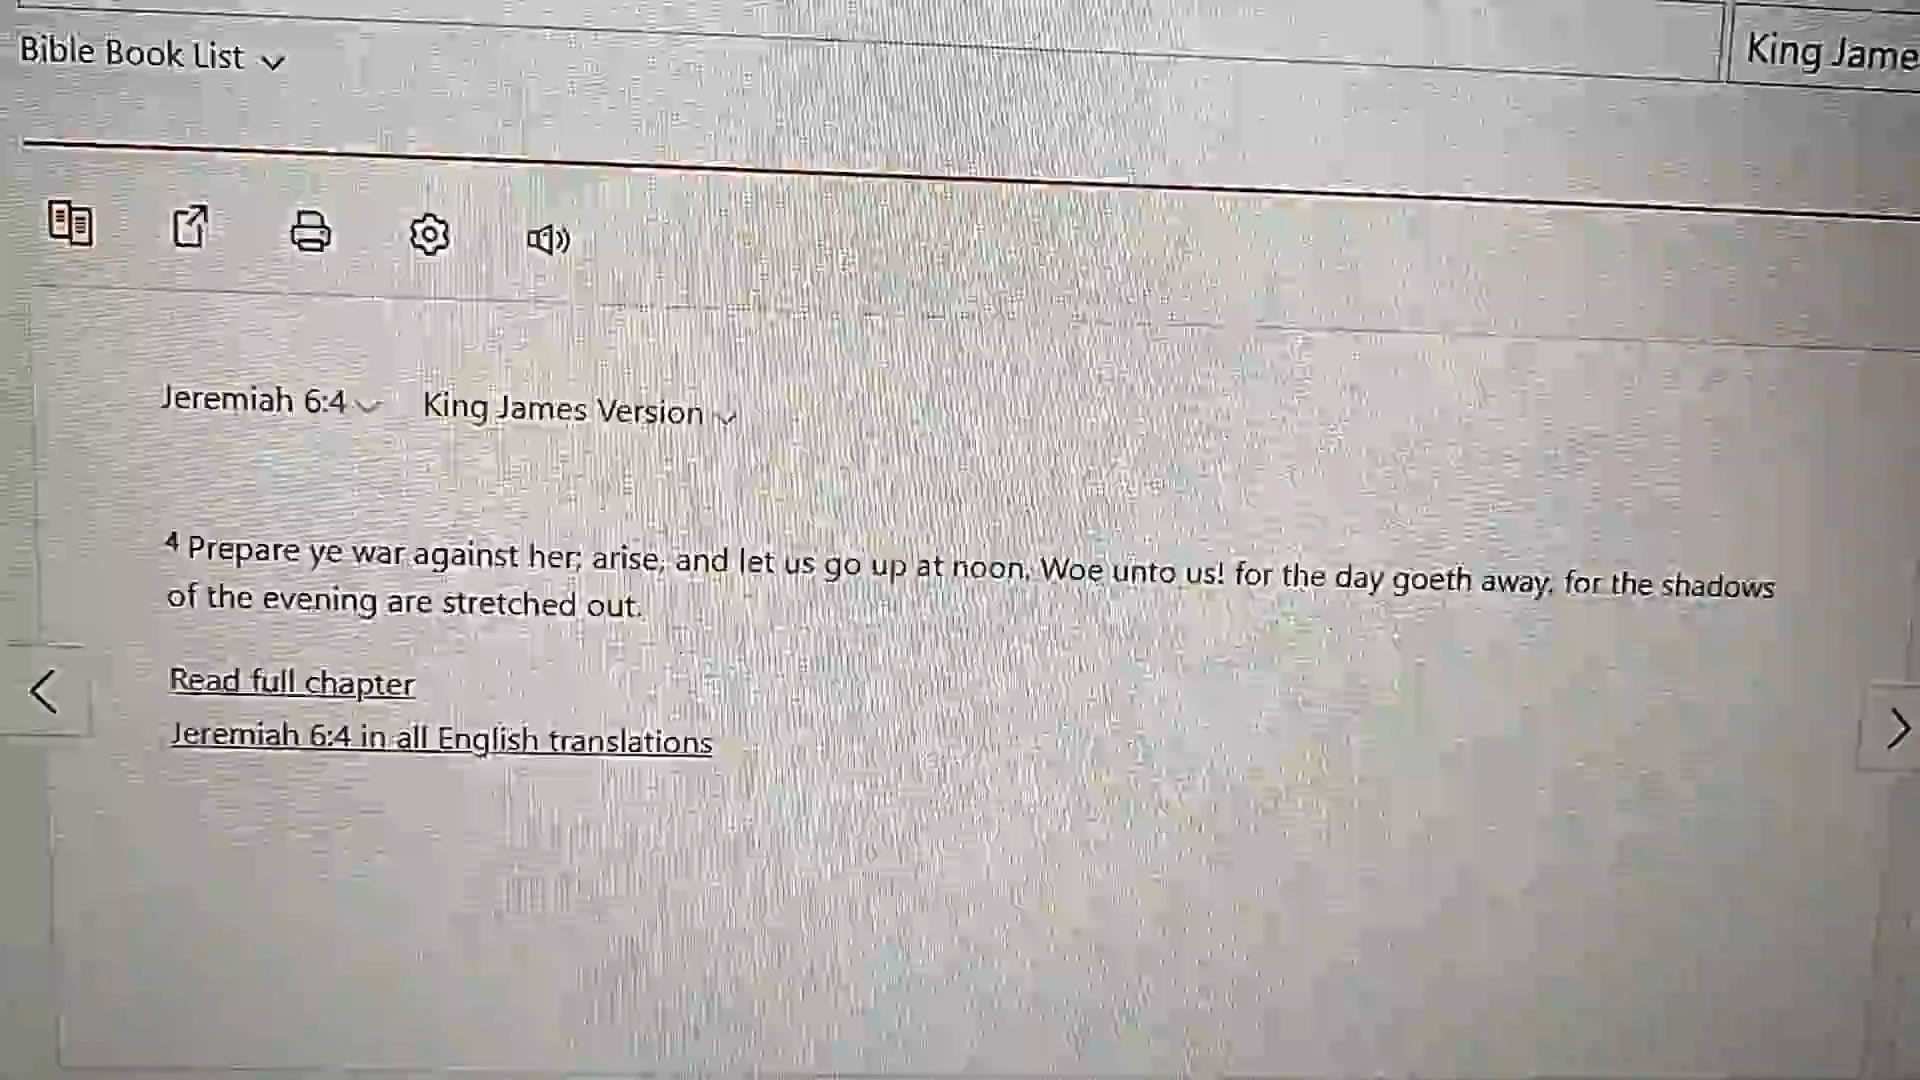 Bible Book List
King Jame
Jeremiah 6:4 King James Version
4 Prepare ye war against her; arise, and let us go up at noon. Woe unto us! for the day goeth away, for the shadows
of the evening are stretched out.
Read full chapter
Jeremiah 6:4 in all English translations